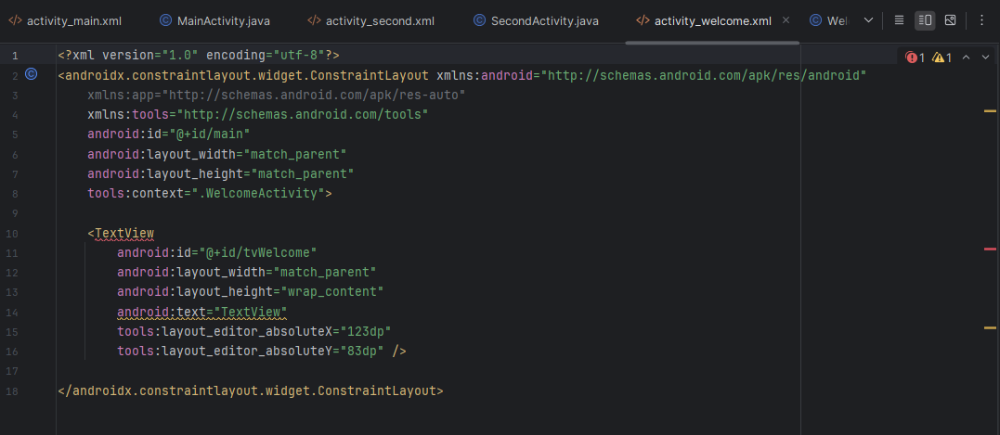 activity_main.xml MainActivity.java activity_second.xml SecondActivity.java activity_welcome.xml Wel
1 <?xml version="1.0" encoding="utf-8"?> 1 1
2 <androidx.constraintlayout.widget.ConstraintLayout xmlns:android="http://schemas.android.com/apk/res/android"
3 xmlns:app="http://schemas.android.com/apk/res-auto"
4 xmlns:tools="http://schemas.android.com/tools"
5 android:id="@+id/main"
6 android:layout_width="match_parent"
7 android:layout_height="match_parent"
8 tools:context=".WelcomeActivity">
9
10 <TextView
11 android:id="@+id/tvWelcome"
12 android:layout_width="match_parent"
13 android:layout_height="wrap_content"
14 android:text="TextView"
15 tools:layout_editor_absoluteX="123dp"
16 tools:layout_editor_absoluteY="83dp" />
17
18 </androidx.constraintlayout.widget.ConstraintLayout>